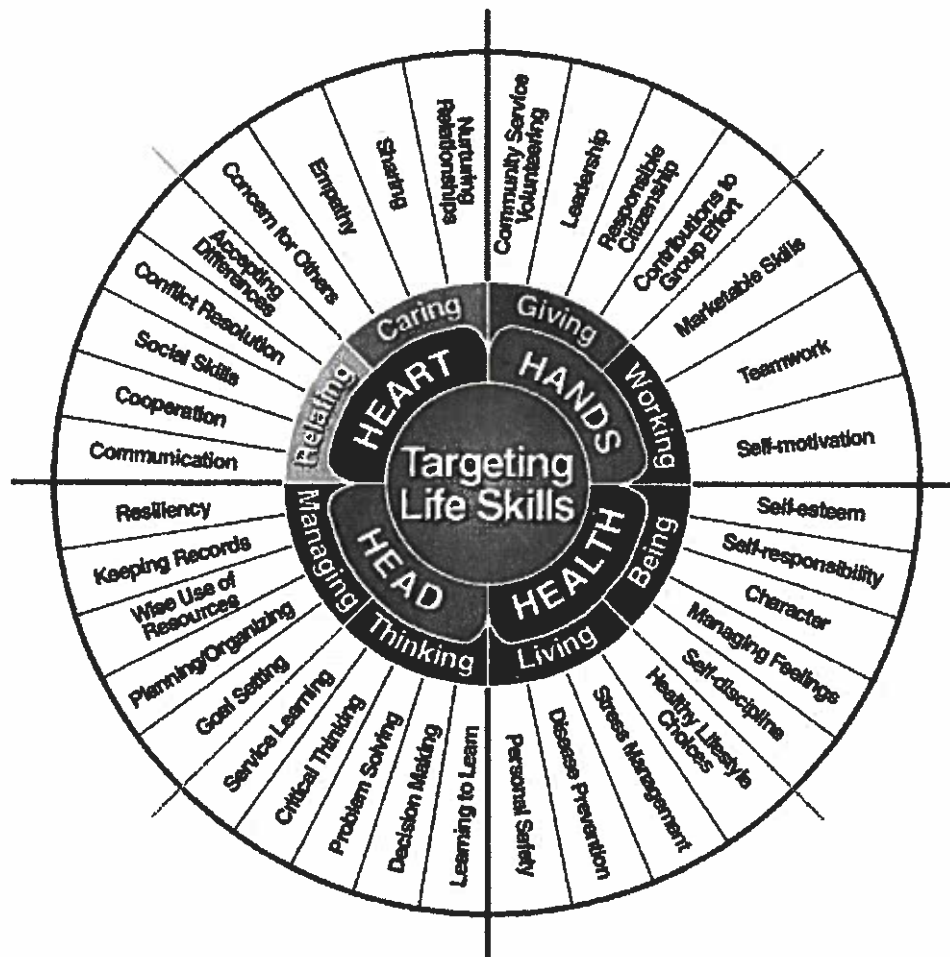 Targeting
Life Skills
HEART
HANDS
HEALTH
HEAD
Caring
Giving
Working
Being
Living
Thinking
Managing
Relating
Community Service
Volunteering
Leadership
Responsible
Citizenship
Contributions to
Group Effort
Marketable Skills
Teamwork
Self-motivation
Self-esteem
Self-responsibility
Character
Managing Feelings
Self-discipline
Healthy Lifestyle
Choices
Stress Management
Disease Prevention
Personal Safety
Learning to Learn
Decision Making
Problem Solving
Critical Thinking
Service Learning
Goal Setting
Planning/Organizing
Wise Use of
Resources
Keeping Records
Resiliency
Communication
Cooperation
Social Skills
Conflict Resolution
Accepting
Differences
Concern for Others
Empathy
Sharing
Nurturing
Relationships